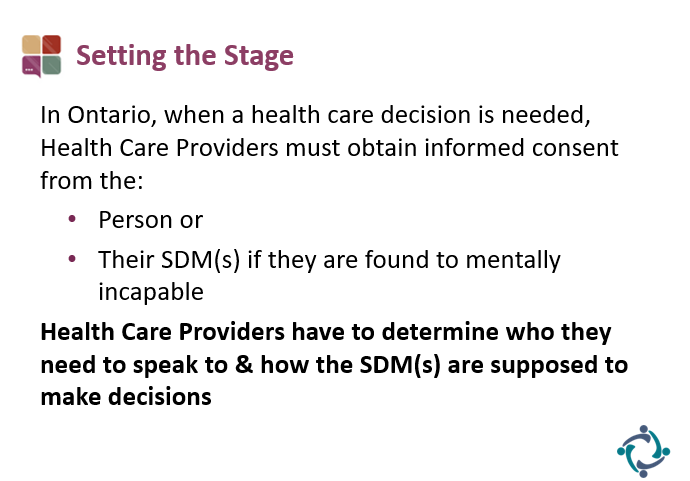 Setting the Stage
In Ontario, when a health care decision is needed,
Health Care Providers must obtain informed consent
from the:
• Person or
• Their SDM(s) if they are found to mentally
incapable
Health Care Providers have to determine who they
need to speak to & how the SDM(s) are supposed to
make decisions